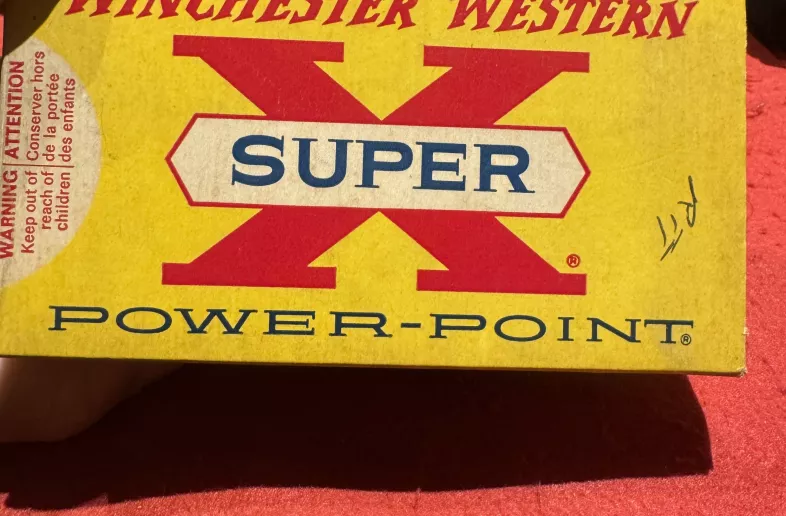 WINCHESTER WESTERN
WARNING
Keep out of
reach of
children
ATTENTION
Conserver hors
de la portée
des enfants
X
SUPER
®
POWER-POINT®